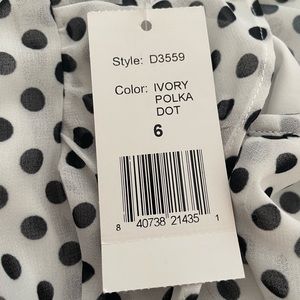 Style: D3559
Color: IVORY
POLKA
DOT
6
8 40738 21435 1